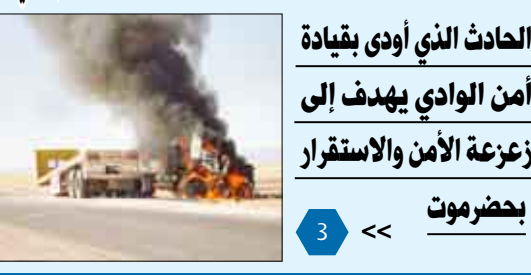 الحادث الذي أودى بقيادة
أمن الوادي يهدف إلى
زعزعة الأمن والاستقرار
بحضرموت
>> 3